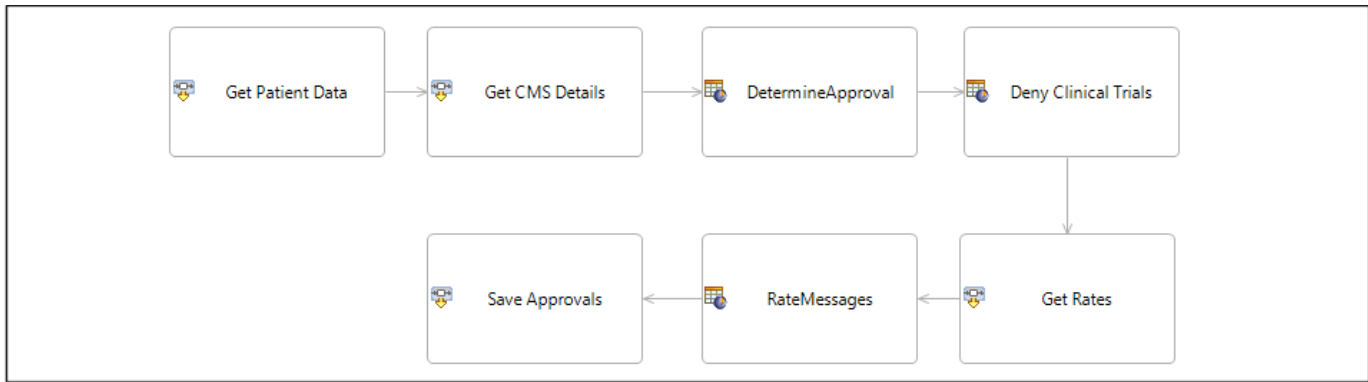 Get Patient Data
Get CMS Details
DetermineApproval
Deny Clinical Trials
Save Approvals
RateMessages
Get Rates